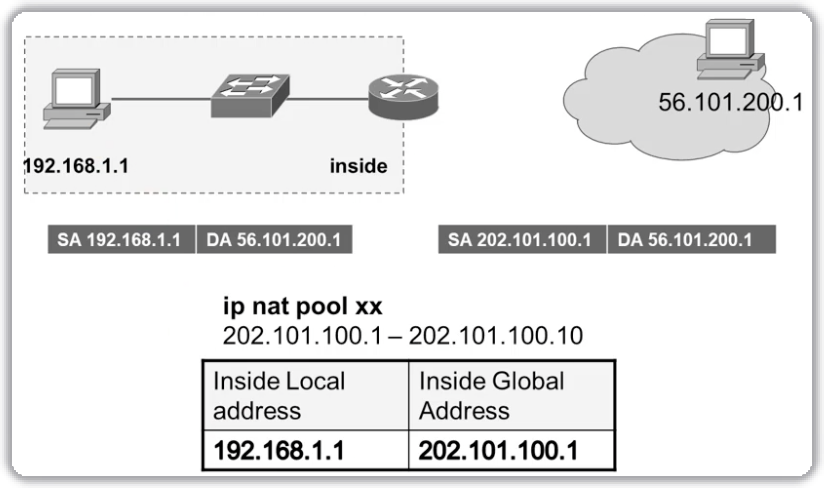 56.101.200.1
192.168.1.1
inside
SA 192.168.1.1 DA 56.101.200.1
SA 202.101.100.1 DA 56.101.200.1
ip nat pool xx
202.101.100.1 – 202.101.100.10
Inside Local address
Inside Global Address
192.168.1.1
202.101.100.1